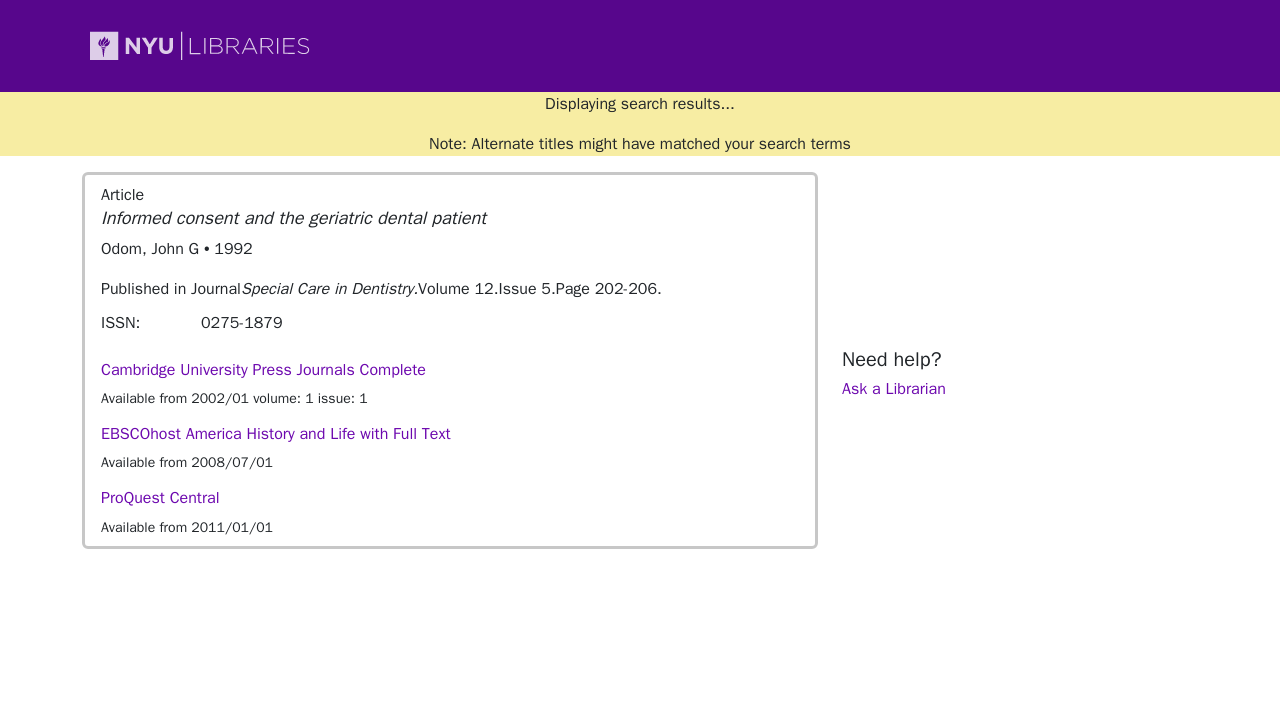 NYU LIBRARIES
Displaying search results...
Note: Alternate titles might have matched your search terms
Article
Informed consent and the geriatric dental patient
Odom, John G • 1992
Published in JournalSpecial Care in Dentistry.Volume 12.Issue 5.Page 202-206.
ISSN: 0275-1879
Cambridge University Press Journals Complete
Available from 2002/01 volume: 1 issue: 1
EBSCOhost America History and Life with Full Text
Available from 2008/07/01
ProQuest Central
Available from 2011/01/01
Need help?
Ask a Librarian